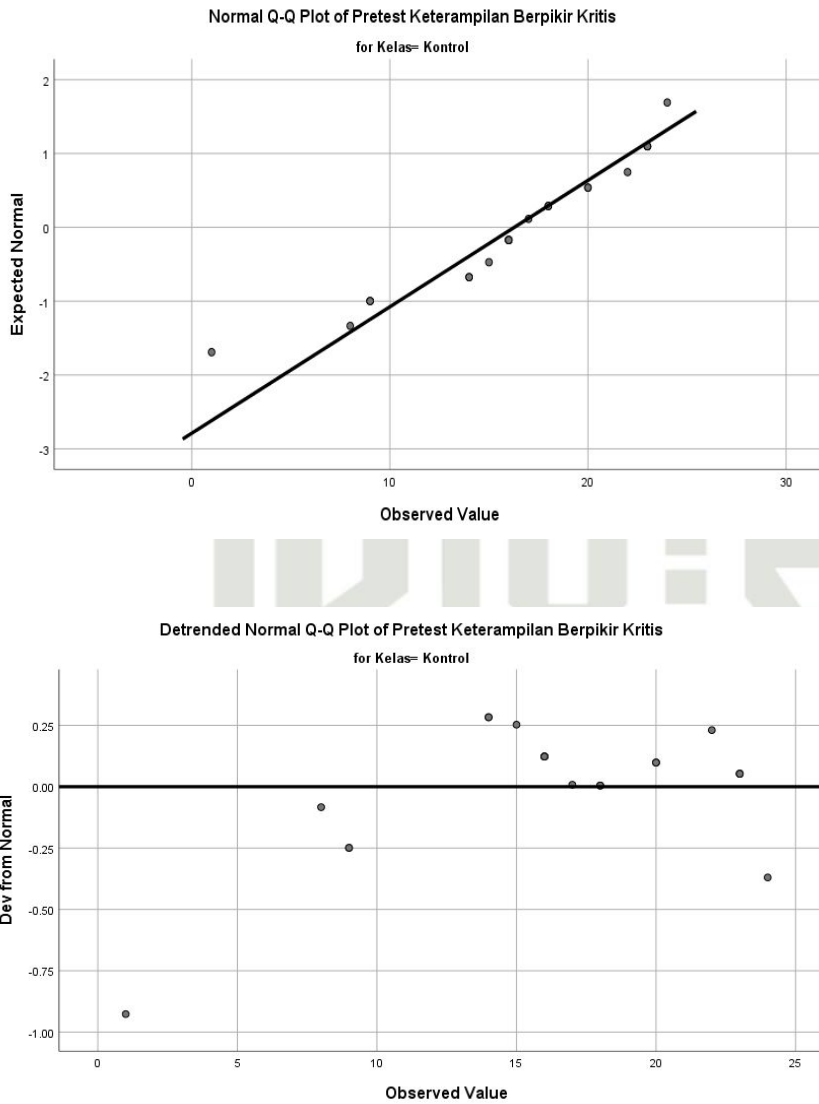 Normal Q-Q Plot of Pretest Keterampilan Berpikir Kritis
for Kelas= Kontrol
Expected Normal
2
1
0
-1
-2
-3
0
10
20
30
Observed Value
Detrended Normal Q-Q Plot of Pretest Keterampilan Berpikir Kritis
for Kelas= Kontrol
Dev from Normal
0.25
0.00
-0.25
-0.50
-0.75
-1.00
0
5
10
15
20
25
Observed Value